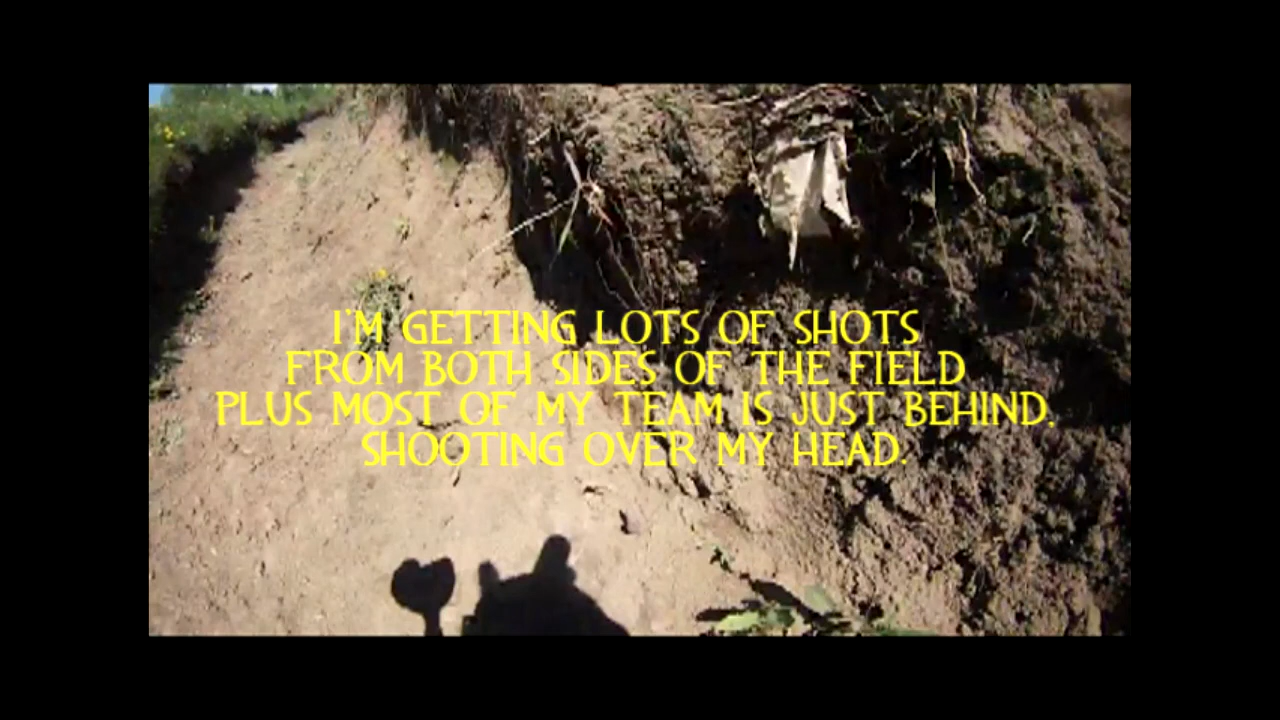 I'M GETTING LOTS OF SHOTS
FROM BOTH SIDES OF THE FIELD
PLUS MOST OF MY TEAM IS JUST BEHIND,
SHOOTING OVER MY HEAD.